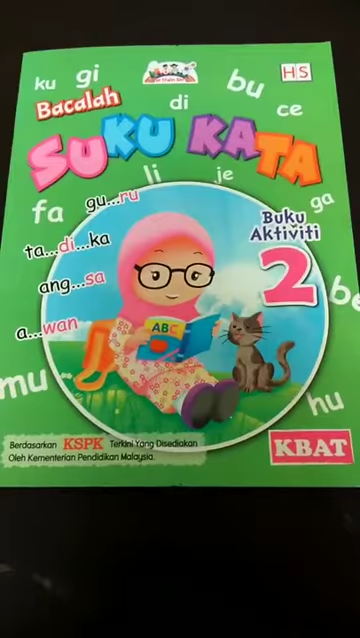 ku gi bu
Bacalah di ce
SUKU KATA
li je
fa gu...ru ga
ta...di...ka
Buku
Aktiviti
2
ang...sa be
a...wan
ABC
mu hu
Berdasarkan KSPK Terkini Yang Disediakan
Oleh Kementerian Pendidikan Malaysia.
KBAT
HS